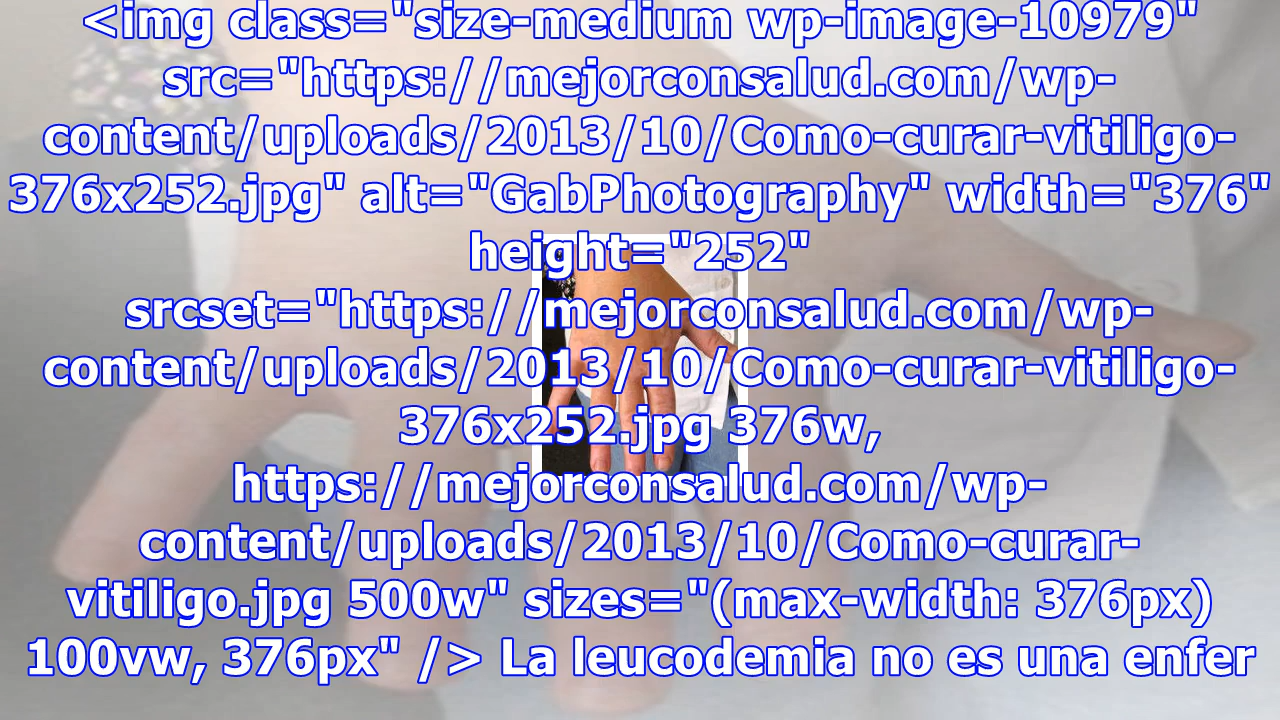 <img class="size-medium wp-image-10979"
src="https://mejorconsalud.com/wp-
content/uploads/2013/10/Como-curar-vitiligo-
376x252.jpg" alt="GabPhotography" width="376"
height="252"
srcset="https://mejorconsalud.com/wp-
content/uploads/2013/10/Como-curar-vitiligo-
376x252.jpg 376w,
https://mejorconsalud.com/wp-
content/uploads/2013/10/Como-curar-
vitiligo.jpg 500w" sizes="(max-width: 376px)
100vw, 376px" /> La leucodemia no es una enfer